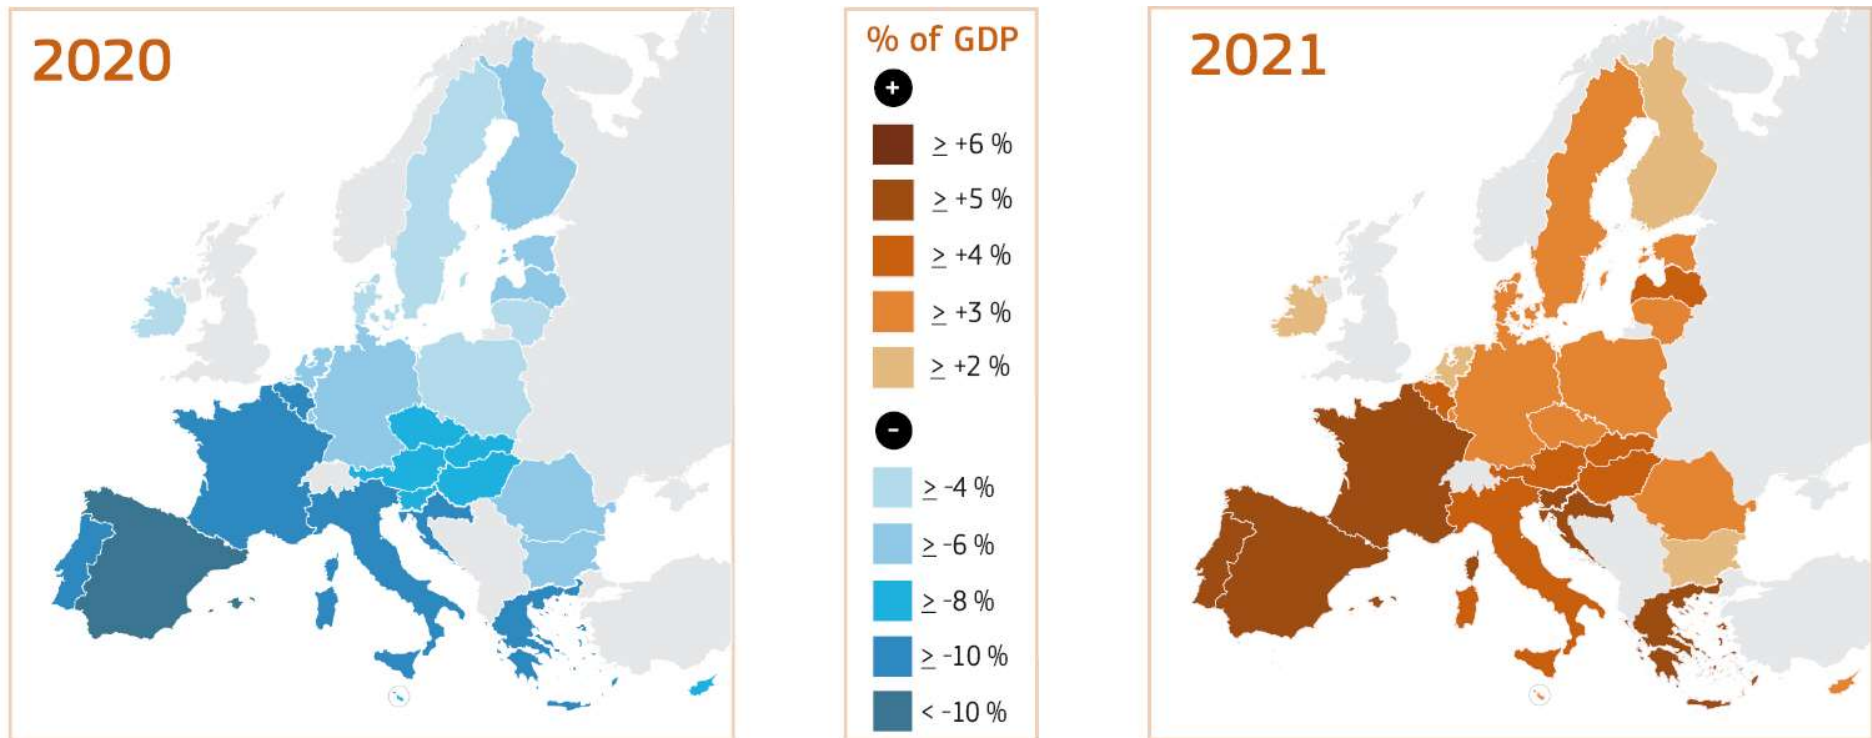 2020
% of GDP
+
≥ +6 %
≥ +5 %
≥ +4 %
≥ +3 %
≥ +2 %
-
≥ -4 %
≥ -6 %
≥ -8 %
≥ -10 %
< -10 %
2021